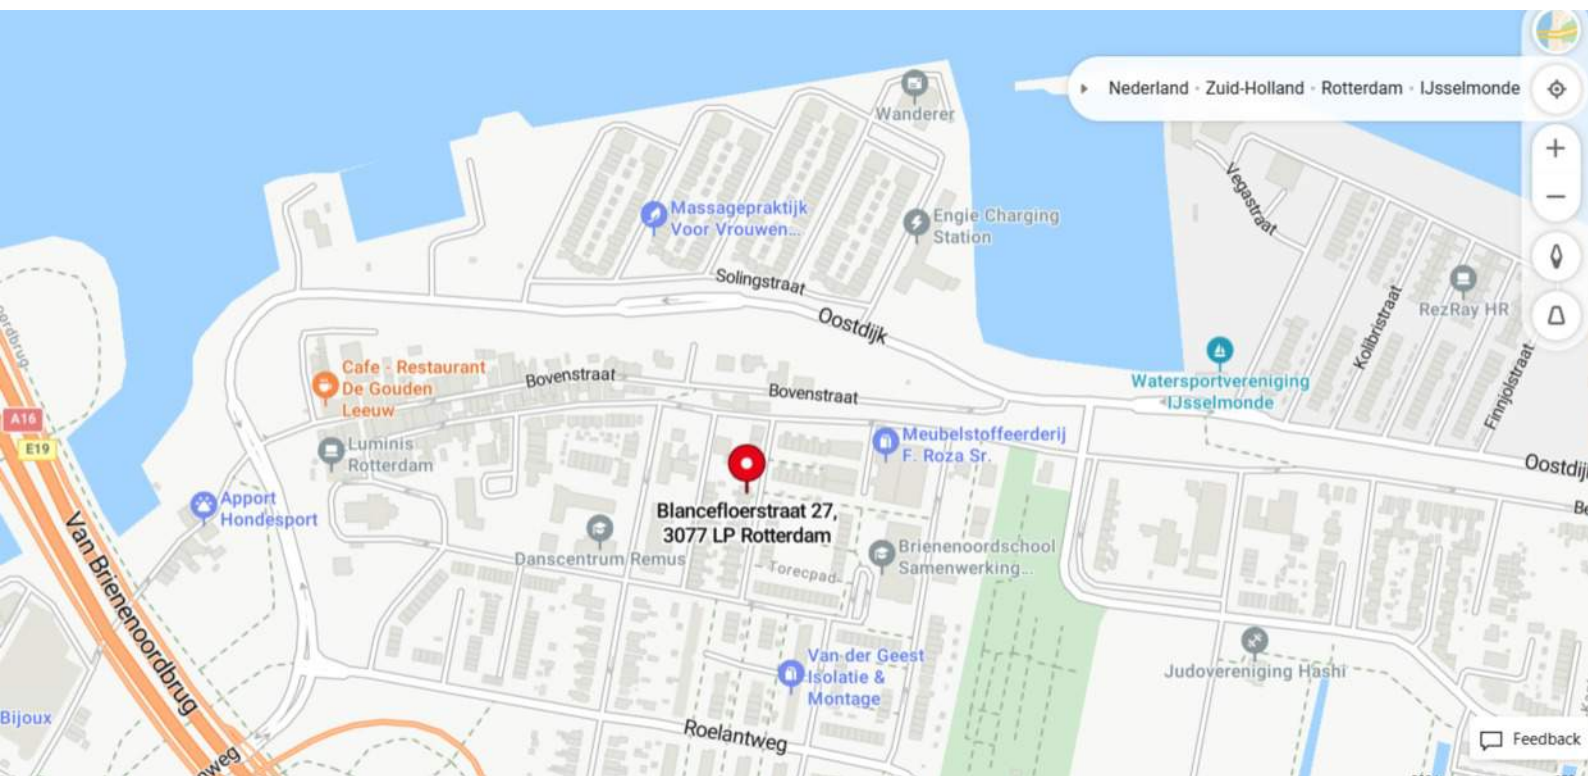 Nederland • Zuid-Holland • Rotterdam • IJsselmonde
Wanderer
Vegastraat
Massagepraktijk
Voor Vrouwen...
Engie Charging
Station
Solingstraat
Oostdijk
RezRay HR
Kolibristraat
Finnjolstraat
Cafe - Restaurant
De Gouden
Leeuw
Bovenstraat
Bovenstraat
Watersportvereniging
IJsselmonde
A16
E19
Luminis
Rotterdam
Meubelstoffeerderij
F. Roza Sr.
Oostdij
Apport
Hondesport
Blancefloerstraat 27,
3077 LP Rotterdam
Be
Van Brienenoordbrug
Danscentrum Remus
Brienenoordschool
Samenwerking...
Torecpad
Van der Geest
Isolatie &
Montage
Judovereniging Hashi
Bijoux
Roelantweg
weg
Feedback